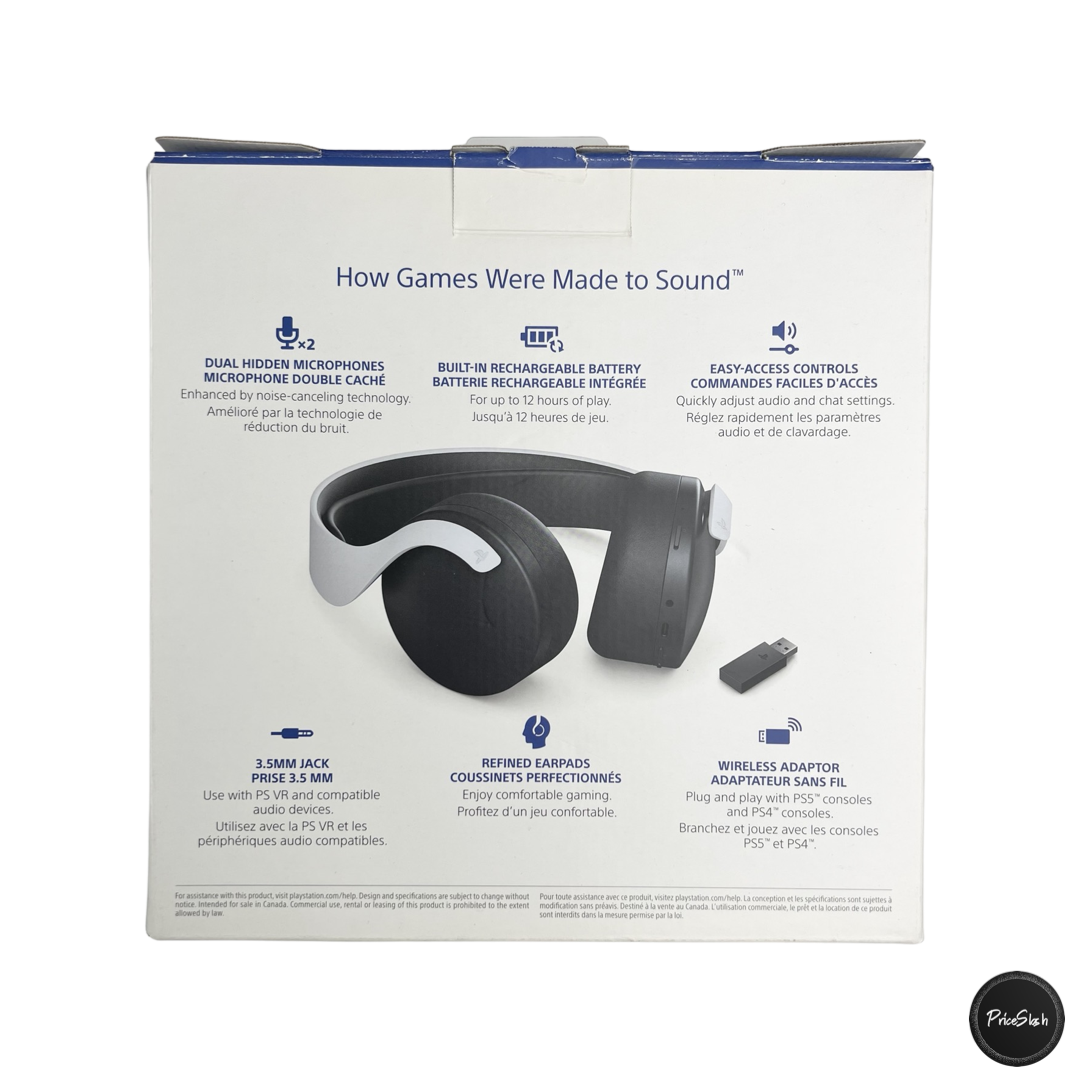 How Games Were Made to Sound™
×2
DUAL HIDDEN MICROPHONES
MICROPHONE DOUBLE CACHÉ
Enhanced by noise-canceling technology.
Amélioré par la technologie de
réduction du bruit.
BUILT-IN RECHARGEABLE BATTERY
BATTERIE RECHARGEABLE INTÉGRÉE
For up to 12 hours of play.
Jusqu'à 12 heures de jeu.
EASY-ACCESS CONTROLS
COMMANDES FACILES D'ACCÈS
Quickly adjust audio and chat settings.
Réglez rapidement les paramètres
audio et de clavardage.
3.5MM JACK
PRISE 3.5 MM
Use with PS VR and compatible
audio devices.
Utilisez avec la PS VR et les
périphériques audio compatibles.
REFINED EARPADS
COUSSINETS PERFECTIONNÉS
Enjoy comfortable gaming.
Profitez d'un jeu confortable.
WIRELESS ADAPTOR
ADAPTATEUR SANS FIL
Plug and play with PS5™ consoles
and PS4™ consoles.
Branchez et jouez avec les consoles
PS5™ et PS4™.
For assistance with this product, visit playstation.com/help. Design and specifications are subject to change without
notice. Intended for sale in Canada. Commercial use, rental or leasing of this product is prohibited to the extent
allowed by law.
Pour toute assistance avec ce produit, visitez playstation.com/help. La conception et les spécifications sont sujettes à
modification sans préavis. Destiné à la vente au Canada. L'utilisation commerciale, le prêt et la location de ce produit
sont interdits dans la mesure permise par la loi.
PriceSlash